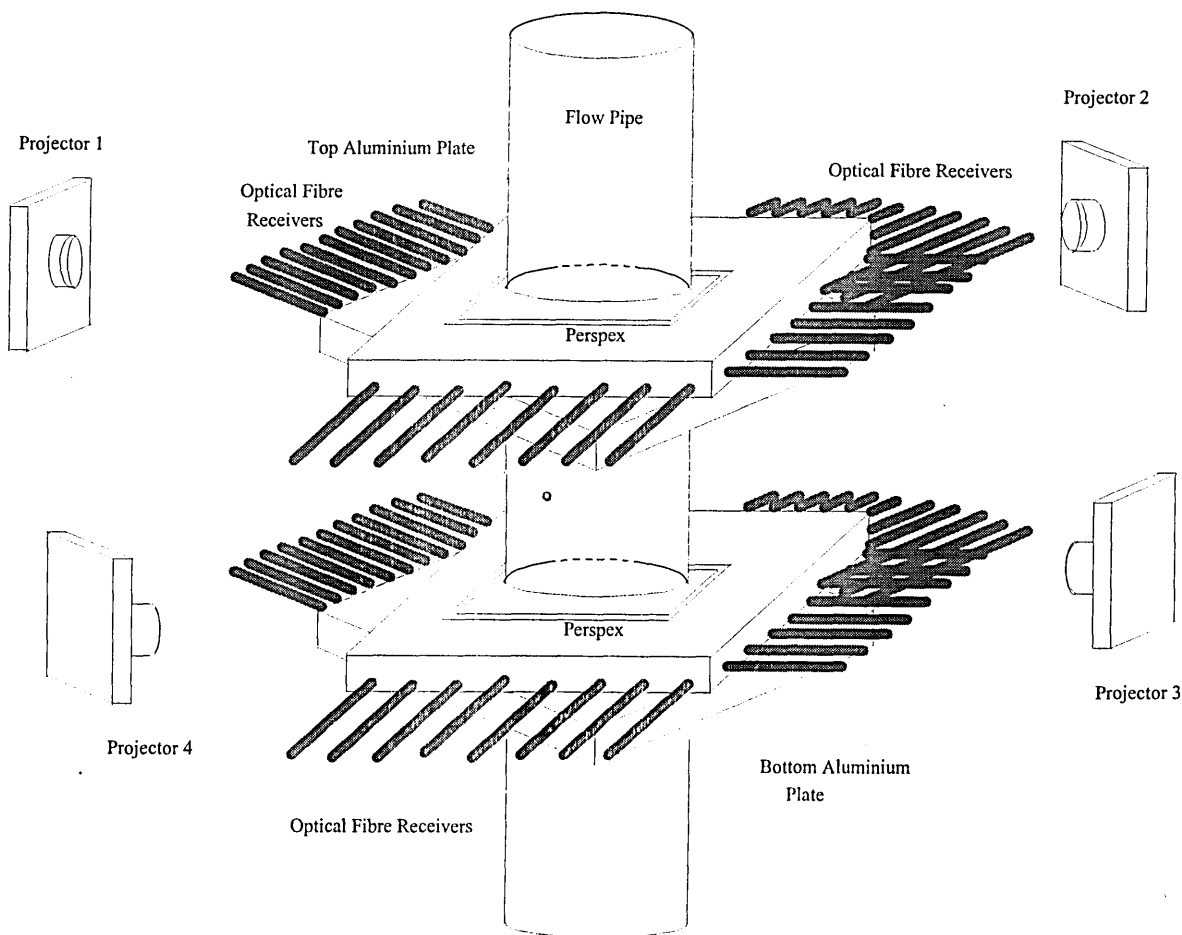 Projector 1
Top Aluminium Plate
Optical Fibre
Receivers
Flow Pipe
Projector 2
Optical Fibre Receivers
Perspex
Perspex
Projector 4
Projector 3
Optical Fibre Receivers
Bottom Aluminium
Plate